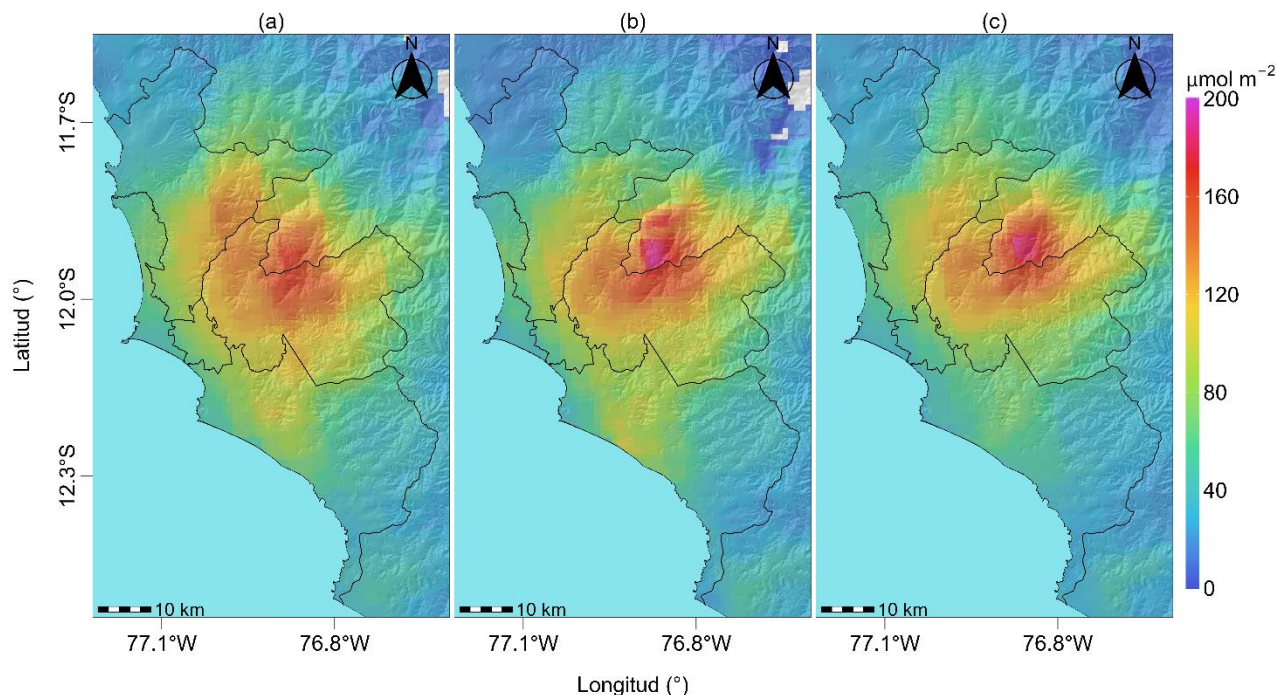 (a) (b) (c)
N N N
µmol m−2
200
160
120
80
40
0
11.7°S
12.0°S
12.3°S
Latitud (°)
10 km 10 km 10 km
77.1°W 76.8°W 77.1°W 76.8°W 77.1°W 76.8°W
Longitud (°)